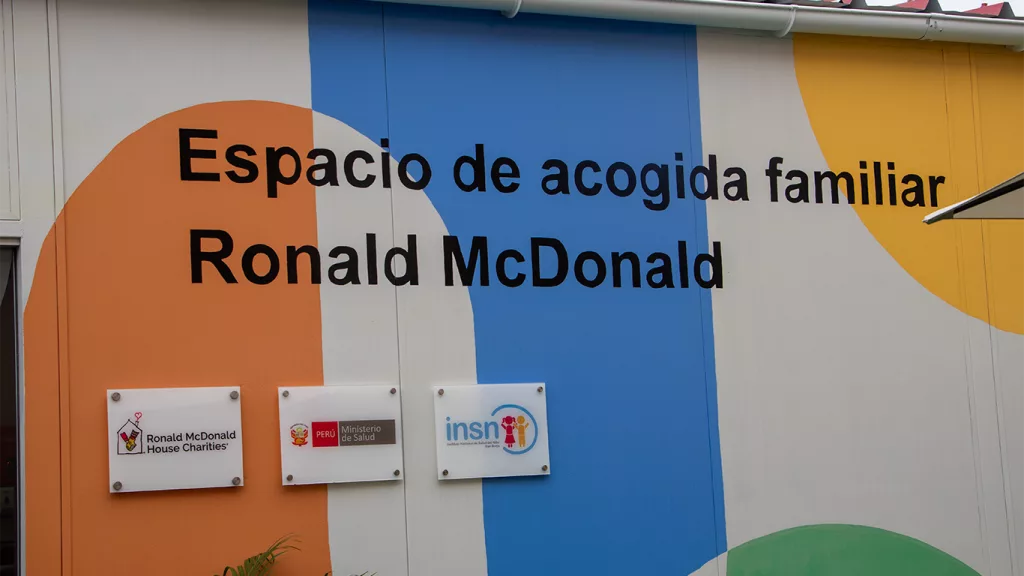 Espacio de acogida familiar
Ronald McDonald
Ronald McDonald
House Charities
PERÚ
Ministerio
de Salud
insn